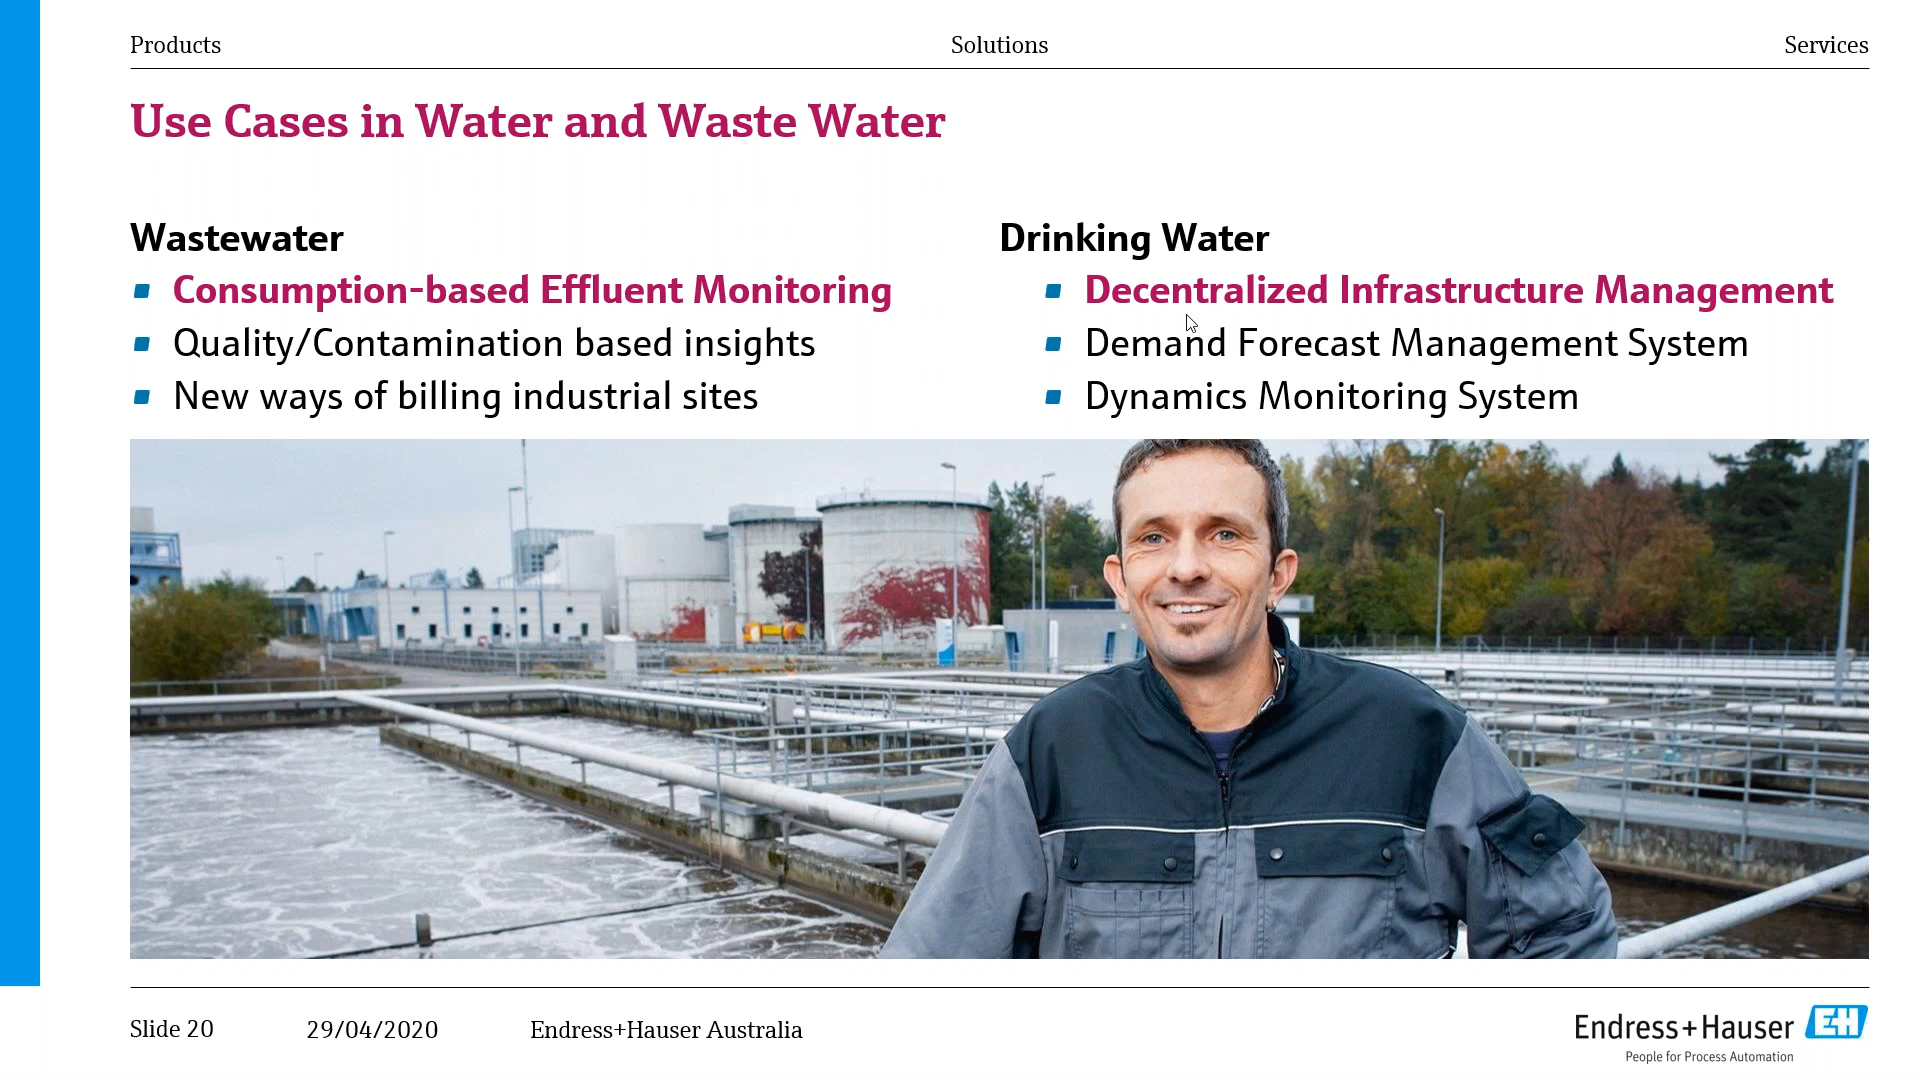 Products Solutions Services
Use Cases in Water and Waste Water
Wastewater
Consumption-based Effluent Monitoring
Quality/Contamination based insights
New ways of billing industrial sites
Drinking Water
Decentralized Infrastructure Management
Demand Forecast Management System
Dynamics Monitoring System
Slide 20 29/04/2020 Endress+Hauser Australia
Endress+Hauser EH
People for Process Automation